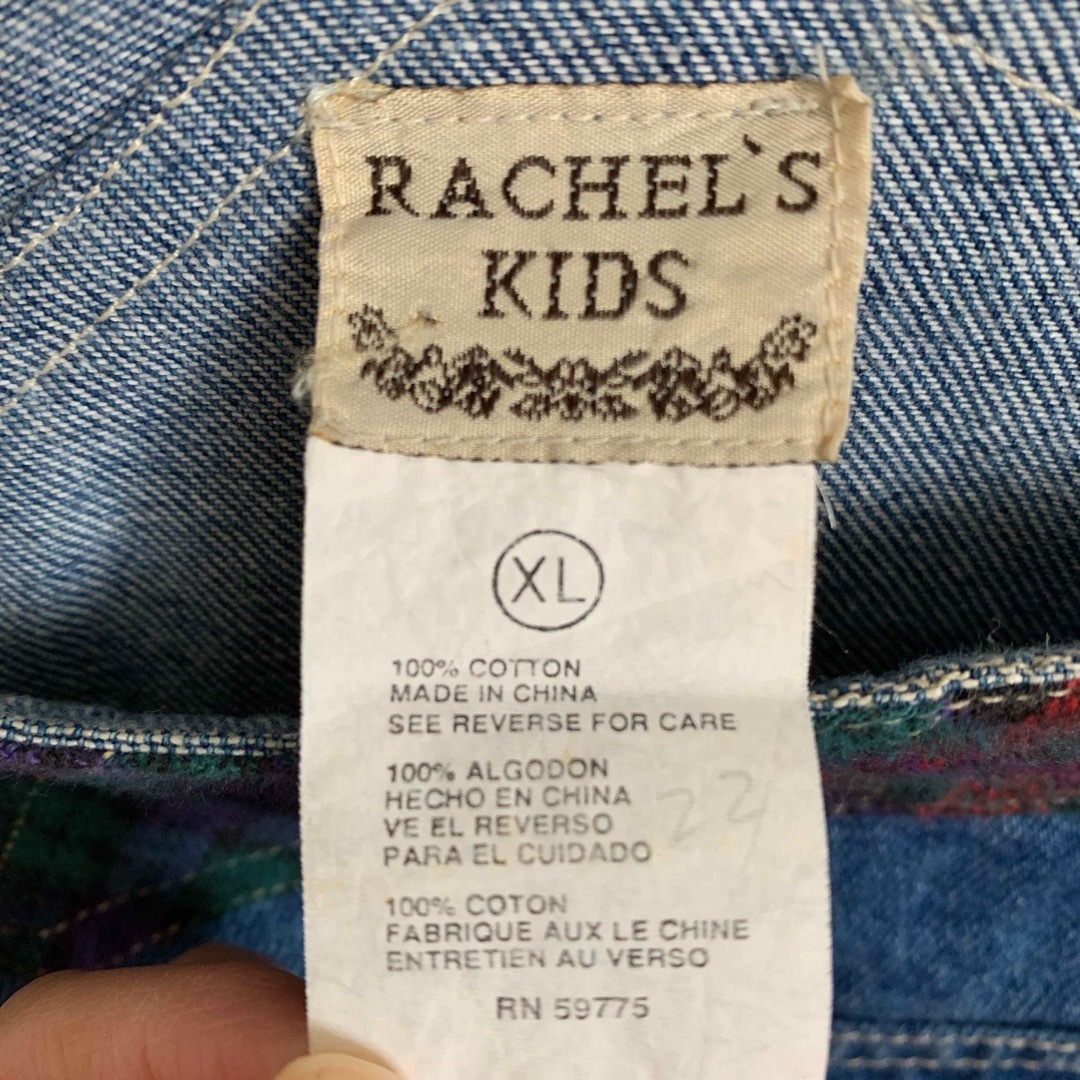 RACHEL`S
KIDS
XL
100% COTTON
MADE IN CHINA
SEE REVERSE FOR CARE
100% ALGODON
HECHO EN CHINA
VE EL REVERSO
PARA EL CUIDADO
22
100% COTON
FABRIQUE AUX LE CHINE
ENTRETIEN AU VERSO
RN 59775